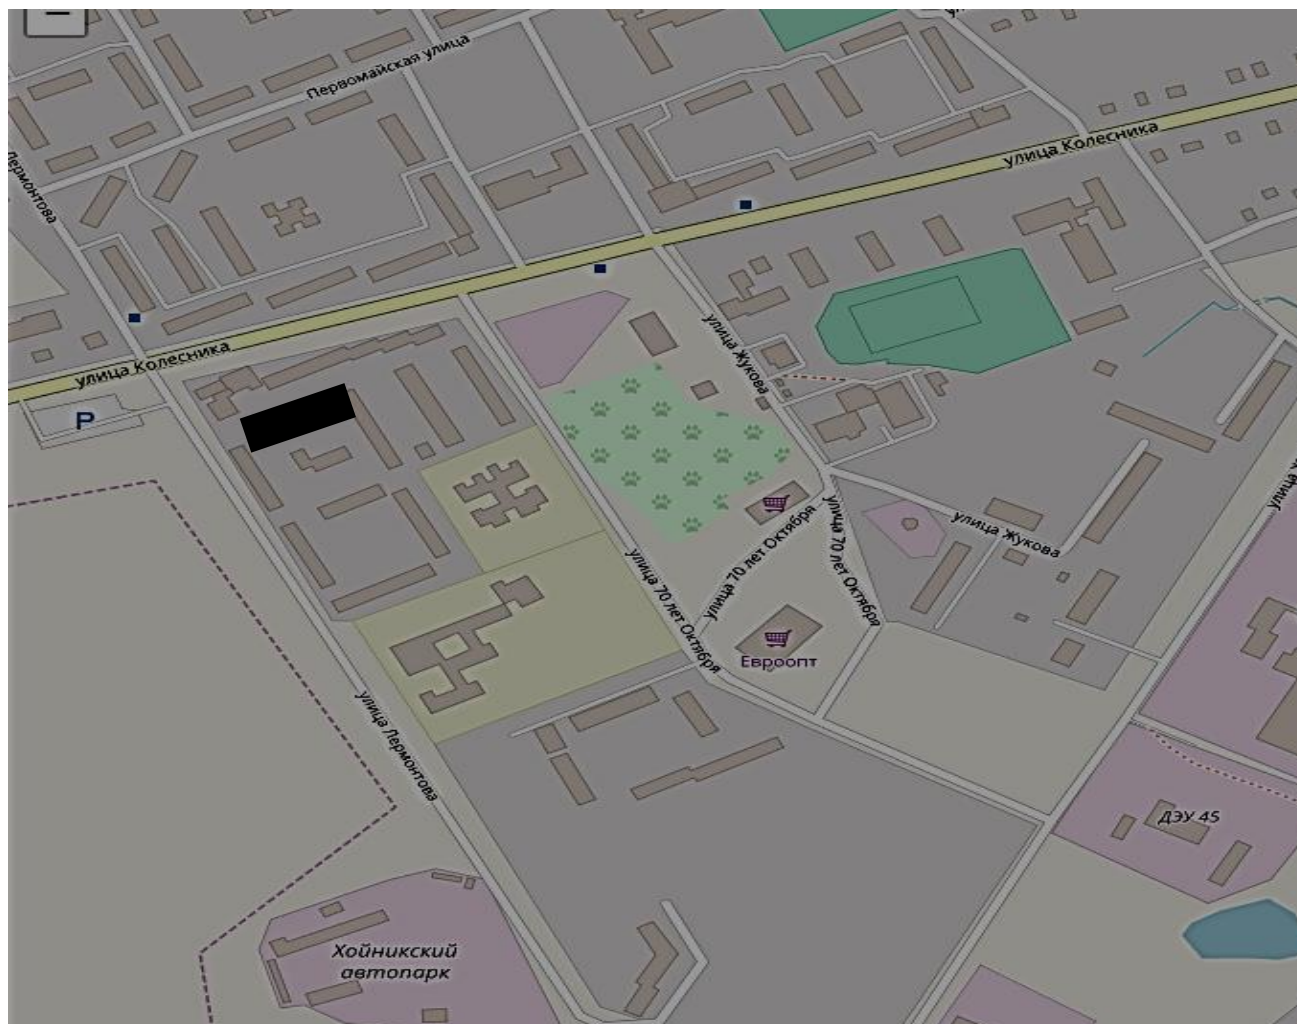 Первомайская улица
Лермонтова
улица Колесника
улица Колесника
P
улица Жукова
улица 70 лет Октября
улица 70 лет Октября
улица 70 лет Октября
улица Жукова
Евроопт
улица Лермонтова
ДЭУ 45
Хойникский
автопарк